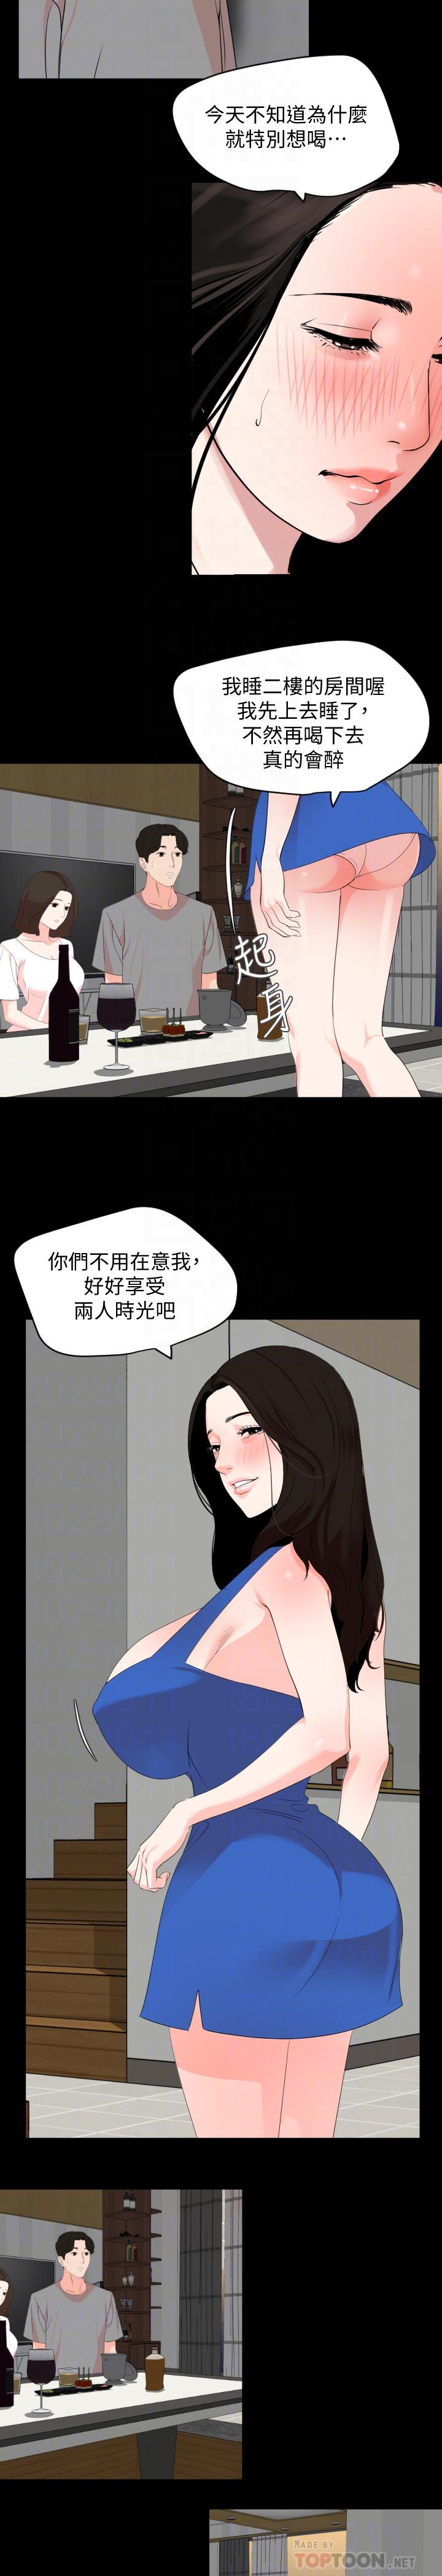 今天不知道為什麼
就特別想喝…
我睡二樓的房間喔
我先上去睡了，
不然再喝下去
真的會醉
起身
你們不用在意我，
好好享受
兩人時光吧
MADE BY
TOPTOON.NET